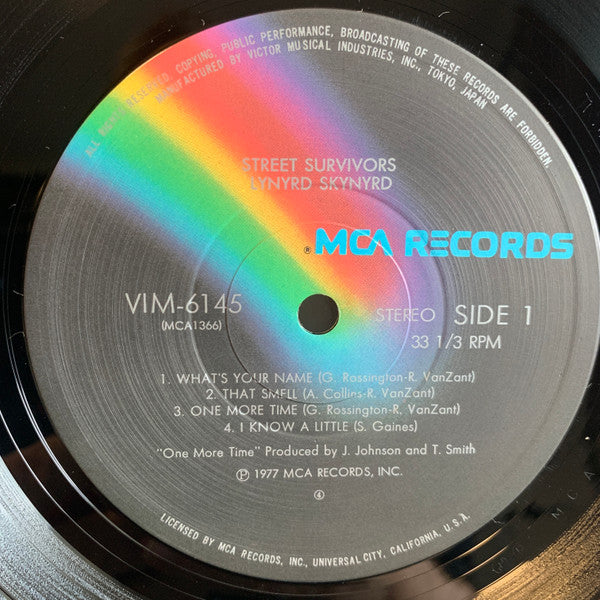 ALL RIGHTS RESERVED. COPYING, PUBLIC PERFORMANCE, BROADCASTING OF THESE RECORDS ARE FORBIDDEN.
MANUFACTURED BY VICTOR MUSICAL INDUSTRIES, INC., TOKYO, JAPAN
STREET SURVIVORS
LYNYRD SKYNYRD
® MCA RECORDS
VIM-6145
(MCA1366)
STEREO SIDE 1
33 1/3 RPM
1. WHAT'S YOUR NAME (G. Rossington-R. VanZant)
2. THAT SMELL (A. Collins-R. VanZant)
3. ONE MORE TIME (G. Rossington-R. VanZant)
4. I KNOW A LITTLE (S. Gaines)
"One More Time" Produced by J. Johnson and T. Smith
Ⓟ 1977 MCA RECORDS, INC.
④
LICENSED BY MCA RECORDS, INC., UNIVERSAL CITY, CALIFORNIA, U.S.A.